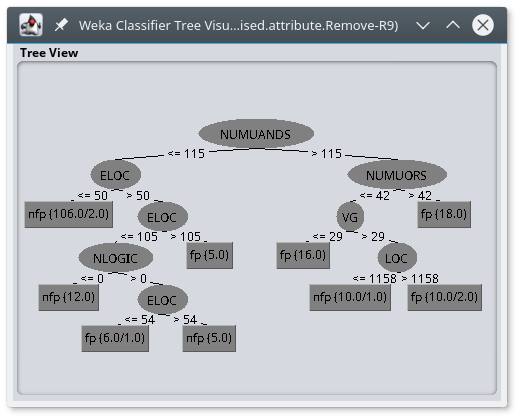 Weka Classifier Tree Visu...ised.attribute.Remove-R9)
Tree View
NUMUANDS
<= 115 > 115
ELOC NUMUORS
<= 50 > 50 <= 42 > 42
nfp (106.0/2.0) ELOC VG fp (18.0)
<= 105 > 105 <= 29 > 29
NLOGIC fp (5.0) fp (16.0) LOC
<= 0 > 0 <= 1158 > 1158
nfp (12.0) ELOC nfp (10.0/1.0) fp (10.0/2.0)
<= 54 > 54
fp (6.0/1.0) nfp (5.0)